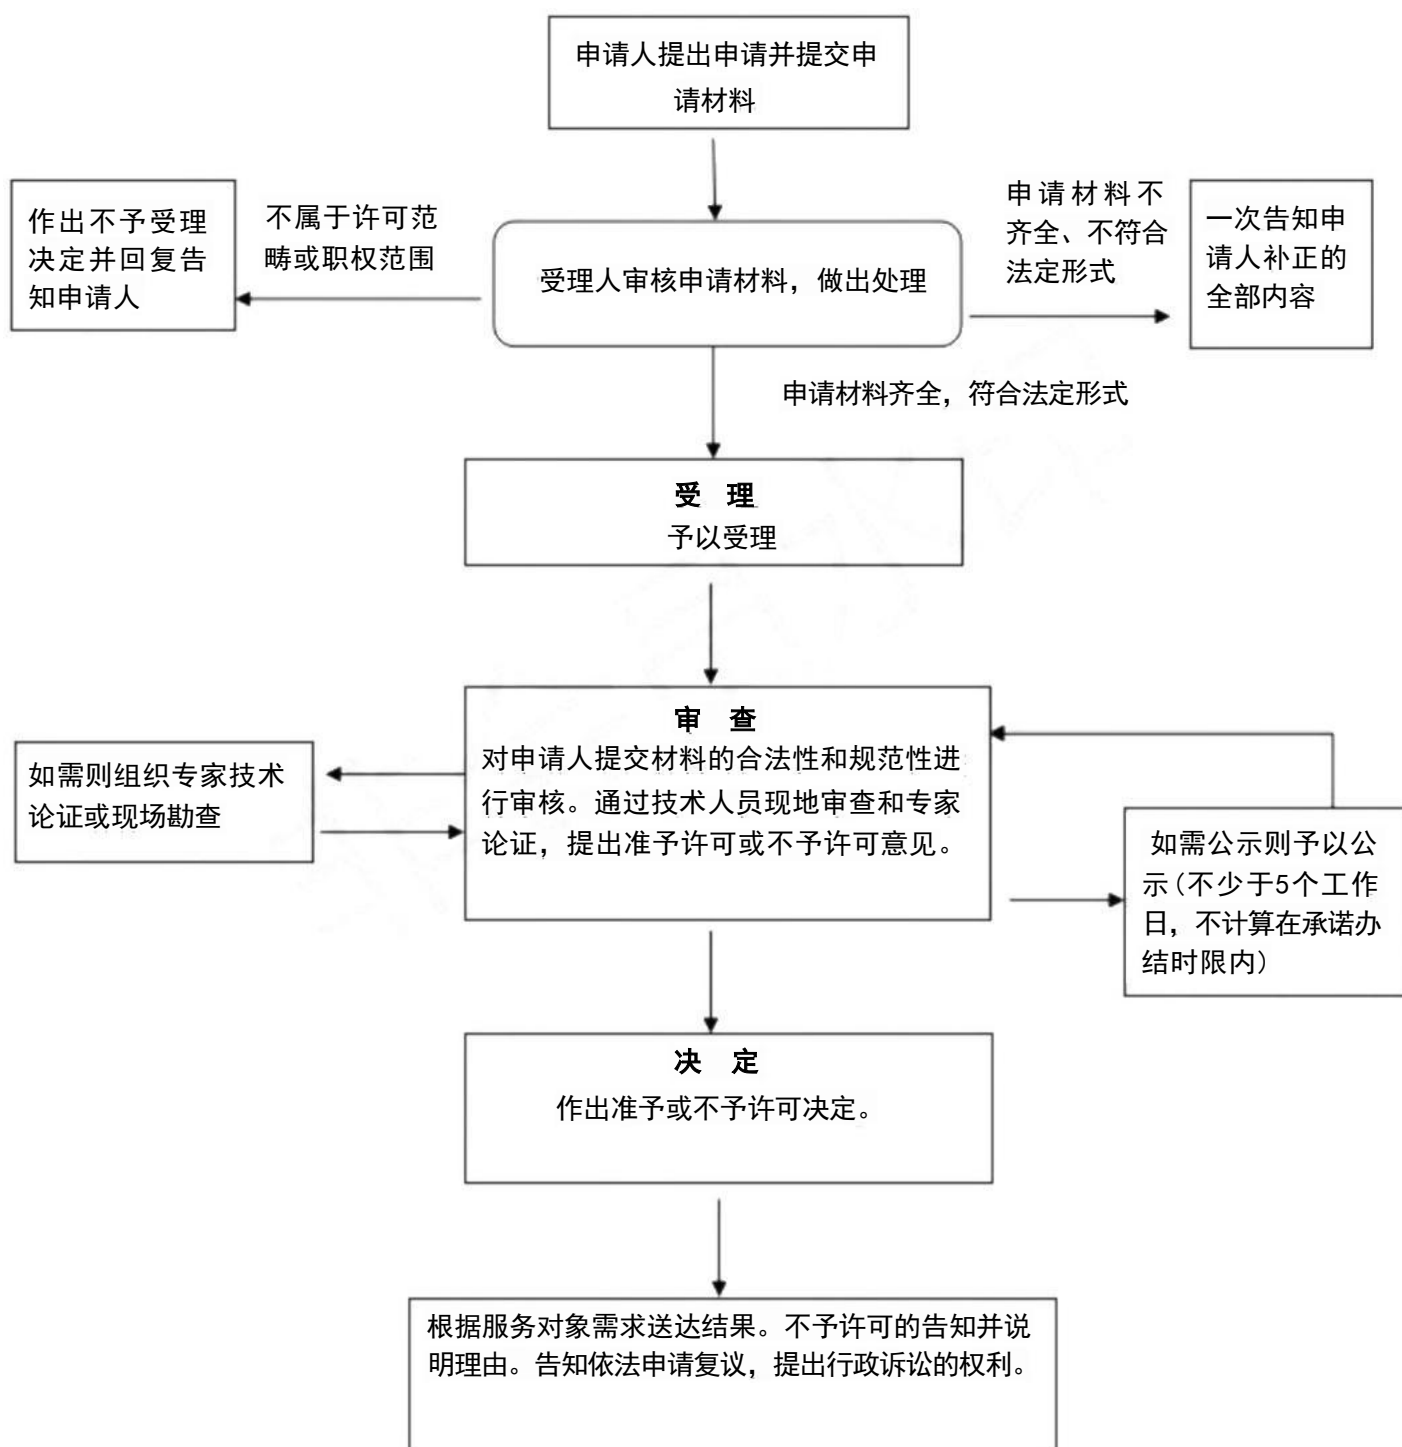 申请人提出申请并提交申
请材料
作出不予受理
决定并回复告
知申请人
不属于许可范
畴或职权范围
受理人审核申请材料，做出处理
申请材料不
齐全、不符合
法定形式
一次告知申
请人补正的
全部内容
申请材料齐全，符合法定形式
受 理
予以受理
审 查
对申请人提交材料的合法性和规范性进
行审核。通过技术人员现地审查和专家
论证，提出准予许可或不予许可意见。
如需则组织专家技术
论证或现场勘查
如需公示则予以公
示(不少于5个工作
日，不计算在承诺办
结时限内)
决 定
作出准予或不予许可决定。
根据服务对象需求送达结果。不予许可的告知并说
明理由。告知依法申请复议，提出行政诉讼的权利。